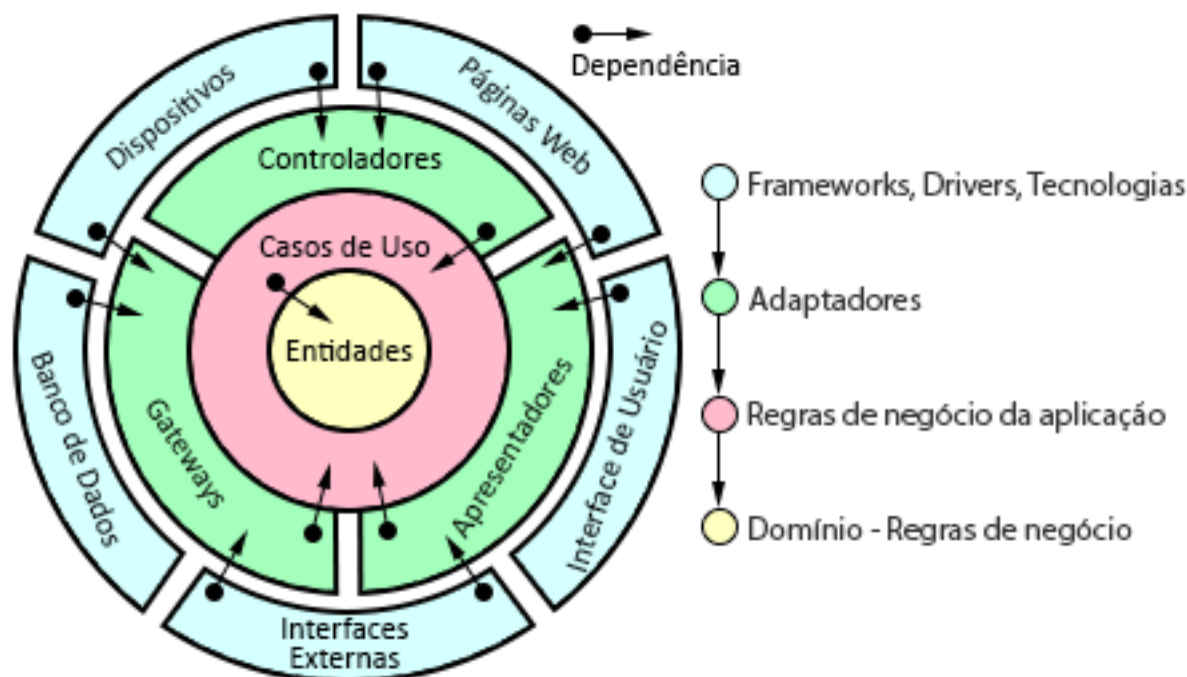 Dependência
Dispositivos
Páginas Web
Controladores
Casos de Uso
Entidades
Banco de Dados
Gateways
Apresentadores
Interface de Usuário
Interfaces
Externas
Frameworks, Drivers, Tecnologias
Adaptadores
Regras de negócio da aplicação
Domínio - Regras de negócio